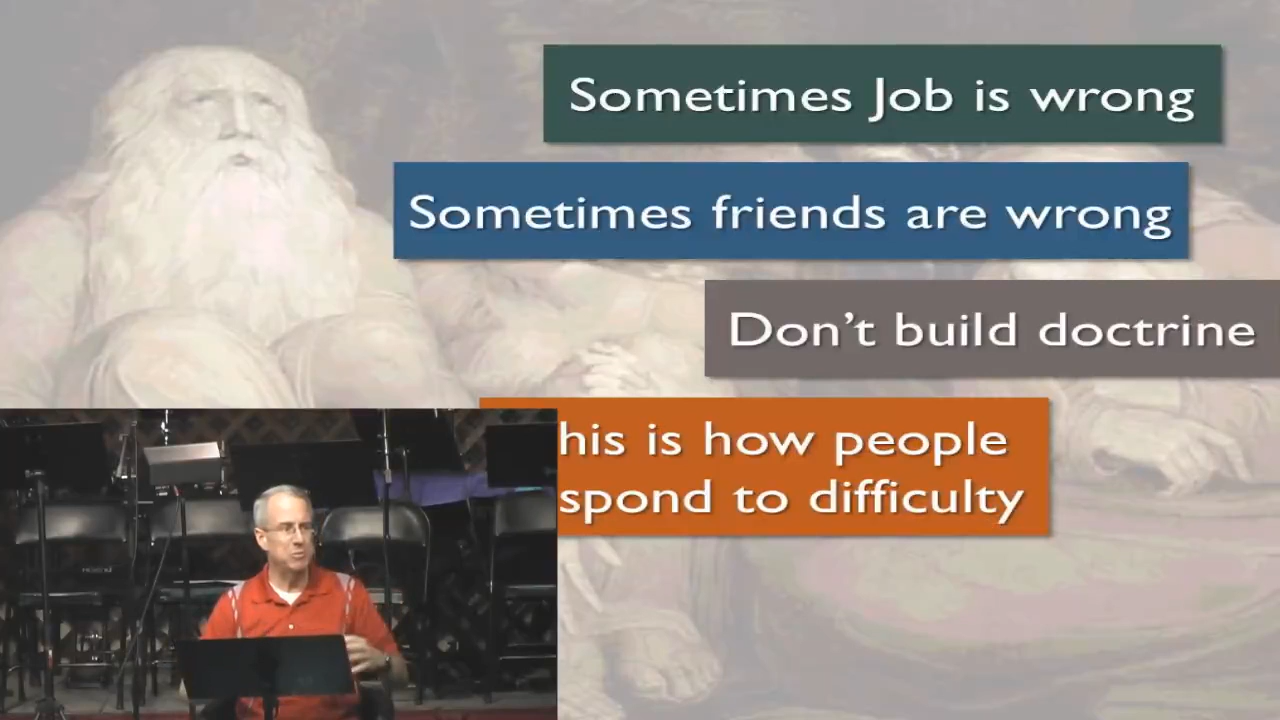 Sometimes Job is wrong
Sometimes friends are wrong
Don't build doctrine
his is how people
spond to difficulty